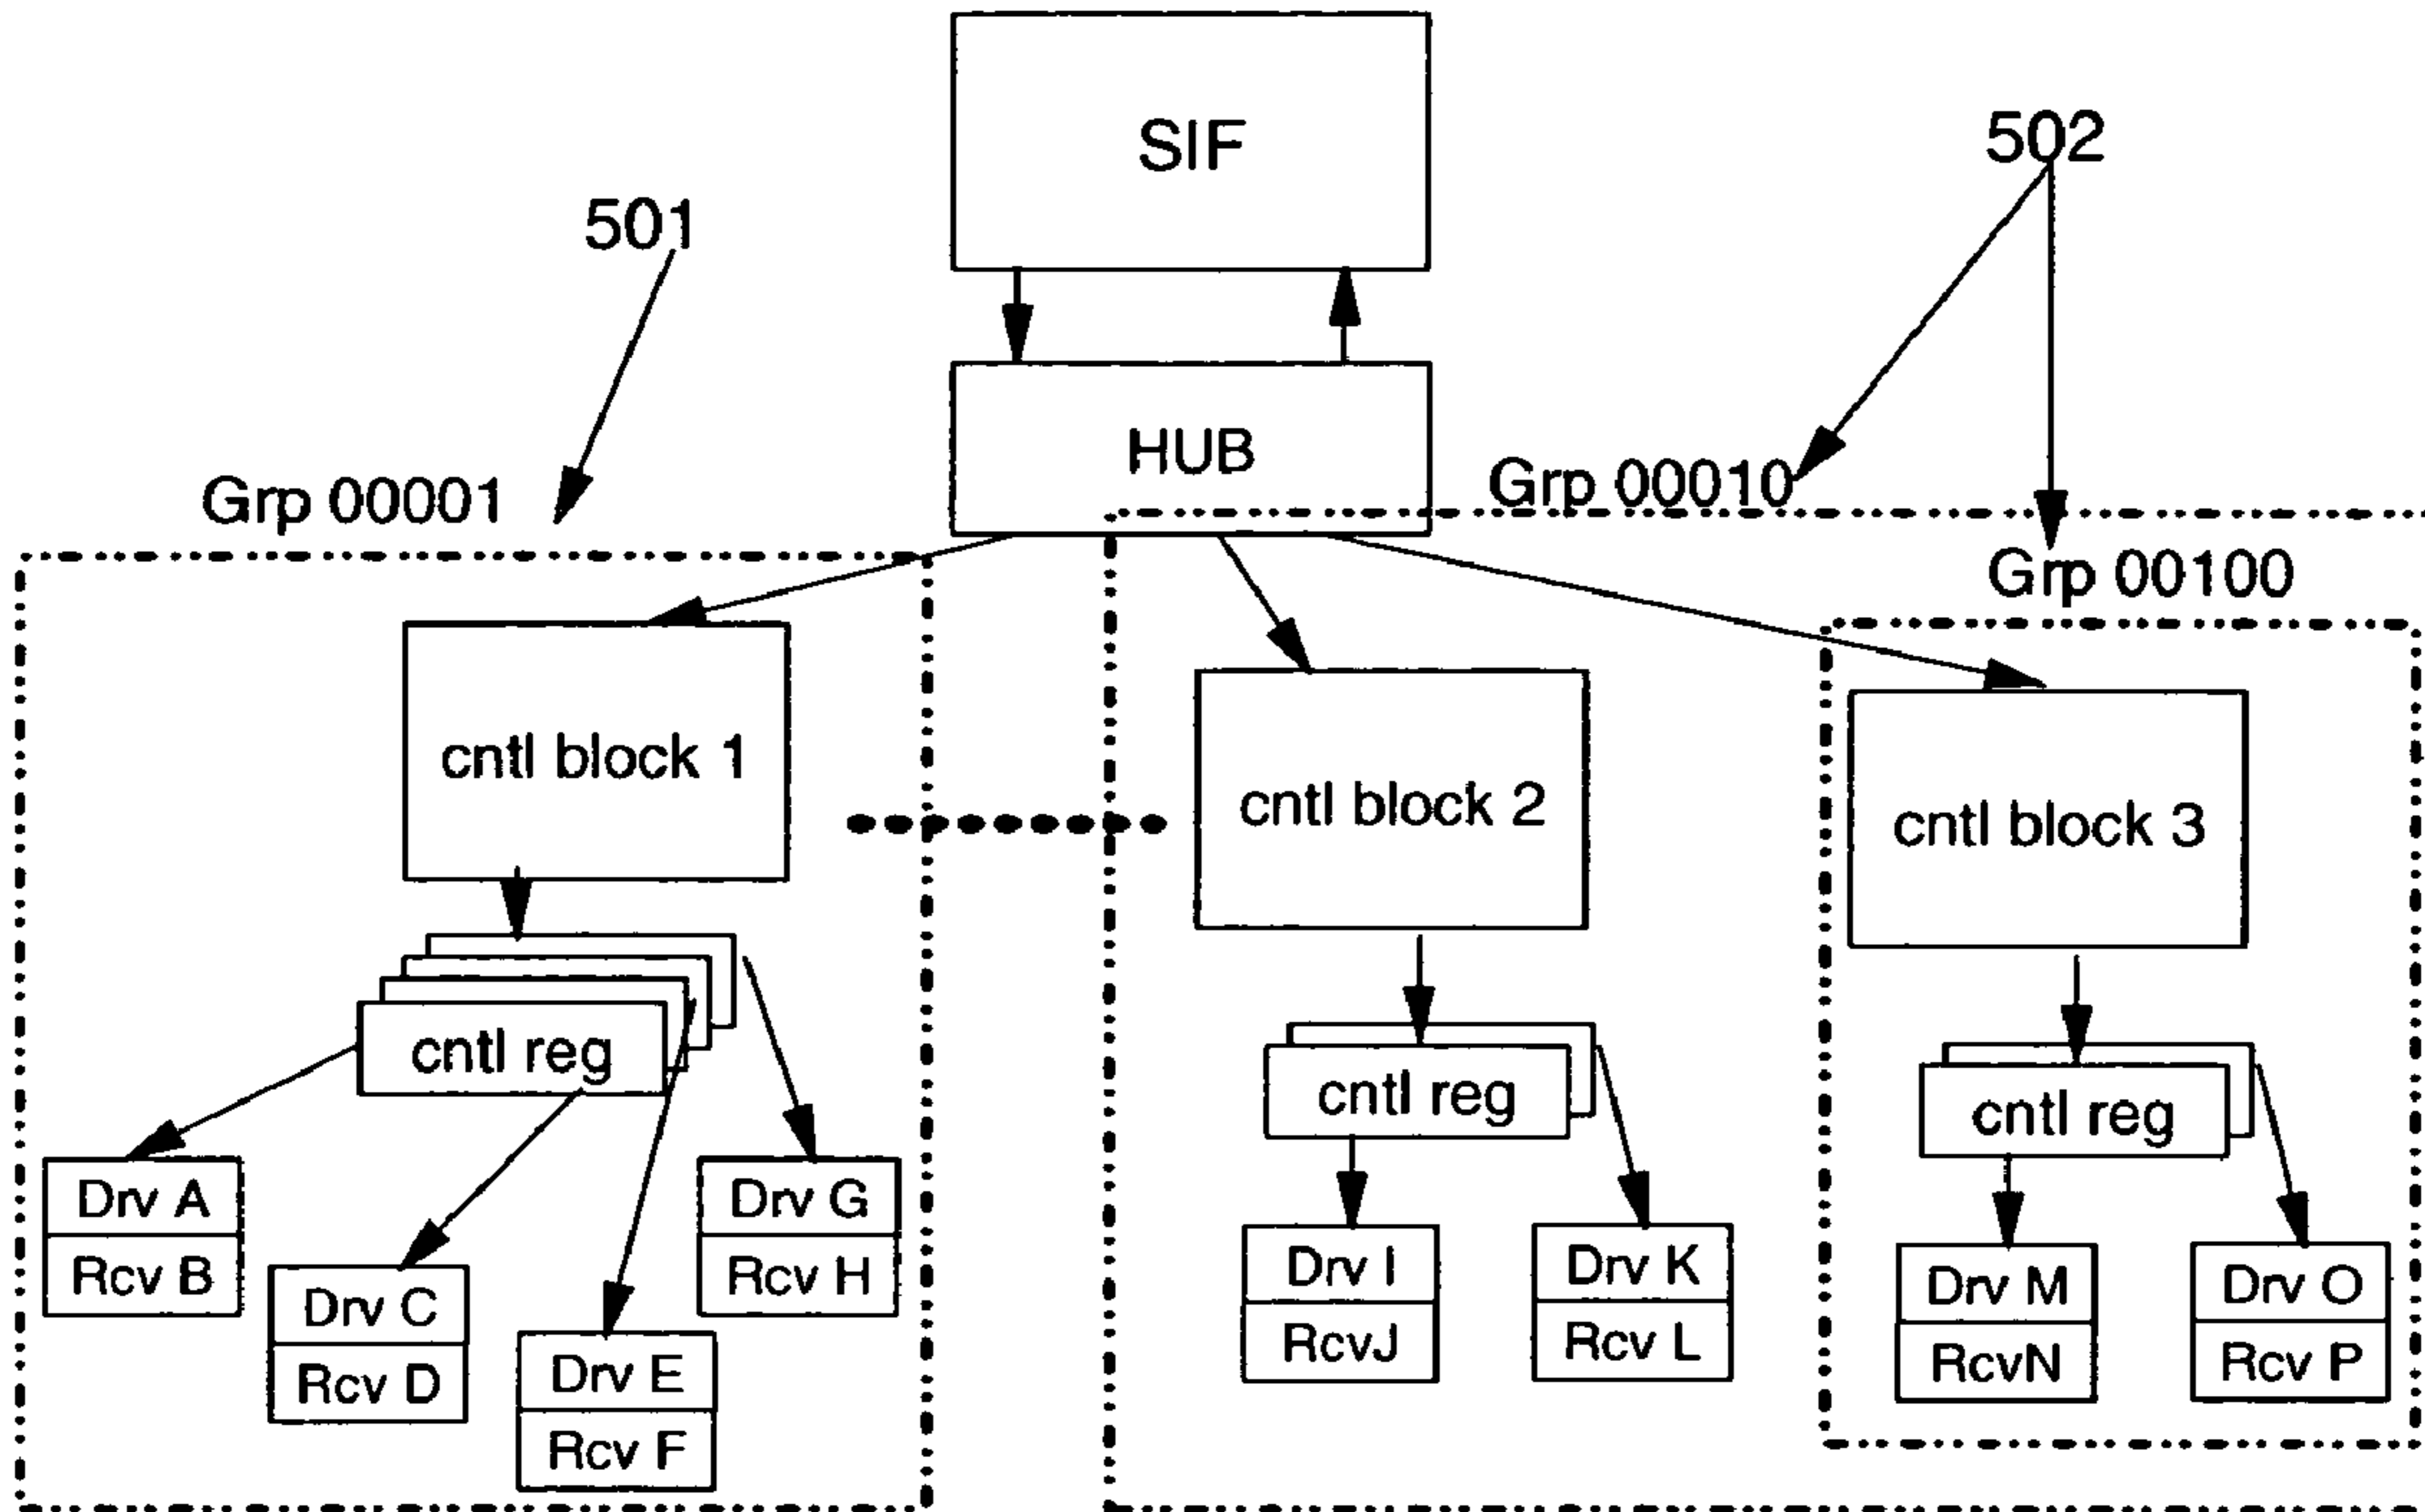 SIF
502
501
HUB
Grp 00010
Grp 00001
Grp 00100
cntl block 1
cntl block 2
cntl block 3
cntl reg
cntl reg
cntl reg
Drv A
Rcv B
Drv C
Rcv D
Drv E
Rcv F
Drv G
Rcv H
Drv I
RcvJ
Drv K
Rcv L
Drv M
RcvN
Drv O
Rcv P